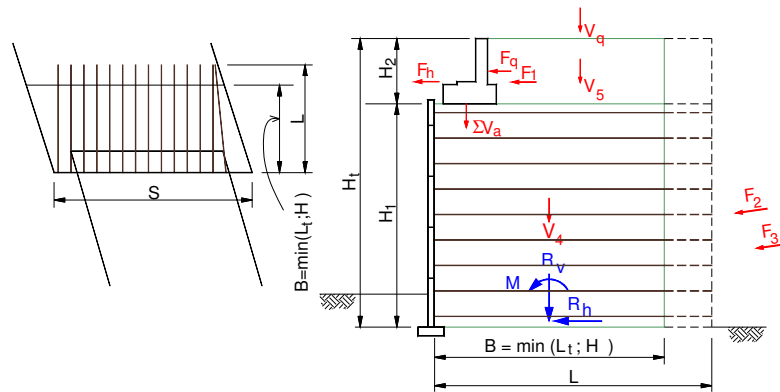 S
y
L
B=min(Lt;H)
Ht
H2
H1
Vq
Fq
Fh
F1
V5
ΣVa
F2
F3
V4
Rv
M
Rh
B = min (Lt; H)
L